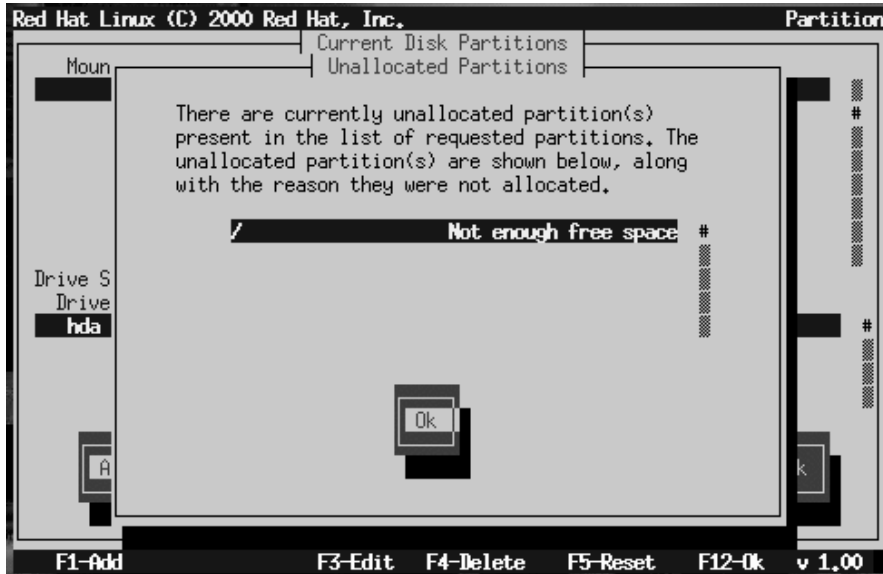 Red Hat Linux (C) 2000 Red Hat, Inc. Partition
Current Disk Partitions
Moun Unallocated Partitions
There are currently unallocated partition(s)
present in the list of requested partitions. The
unallocated partition(s) are shown below, along
with the reason they were not allocated.
/ Not enough free space #
#
Drive S
Drive
hda #
Ok
A k
F1-Add F3-Edit F4-Delete F5-Reset F12-Ok v 1.00